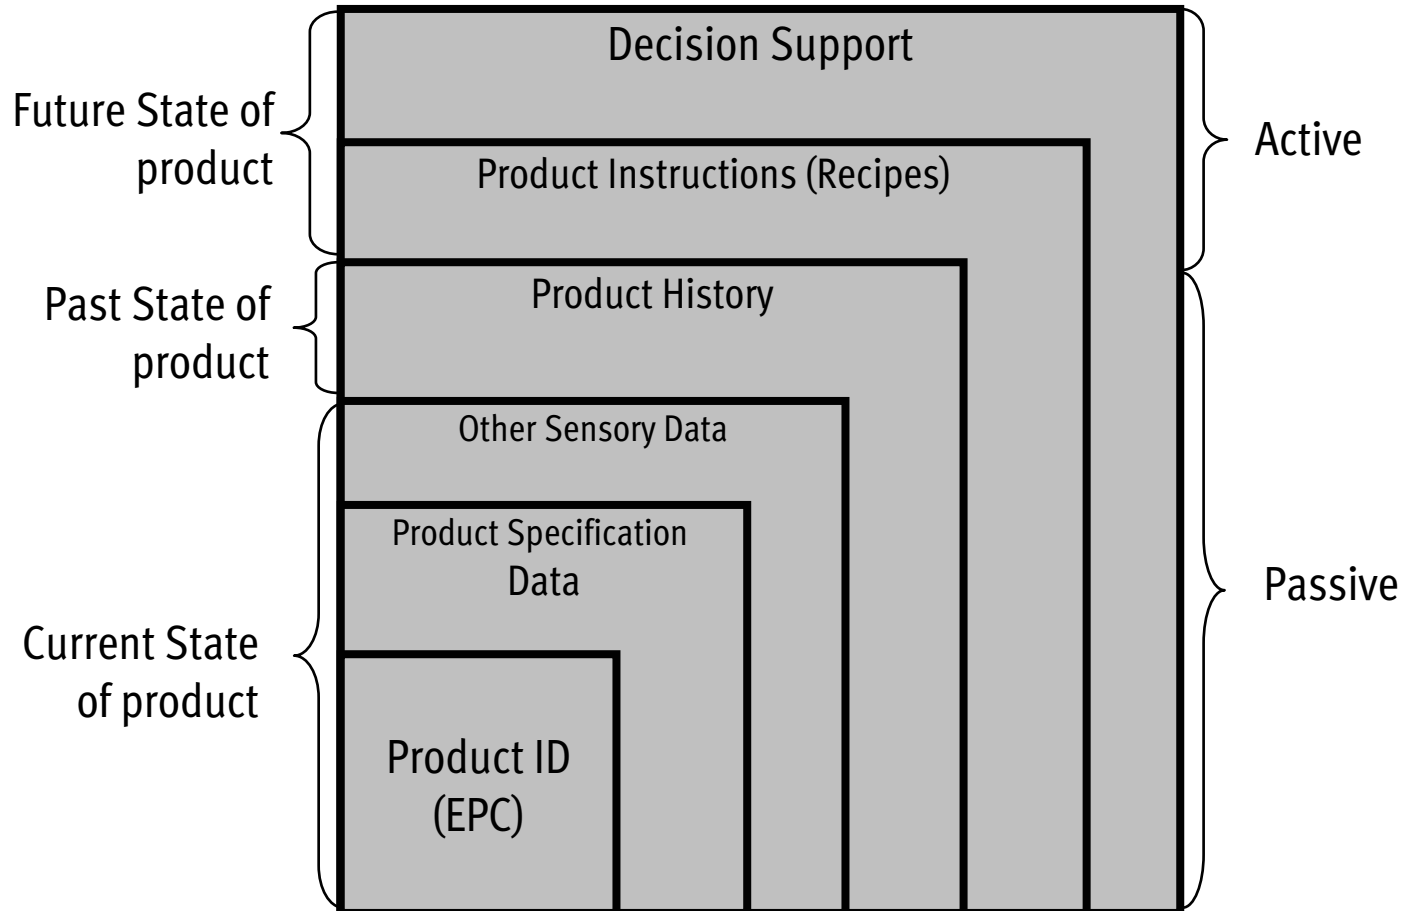 Decision Support
Future State of
product
Active
Product Instructions (Recipes)
Product History
Past State of
product
Other Sensory Data
Product Specification
Data
Passive
Current State
of product
Product ID
(EPC)